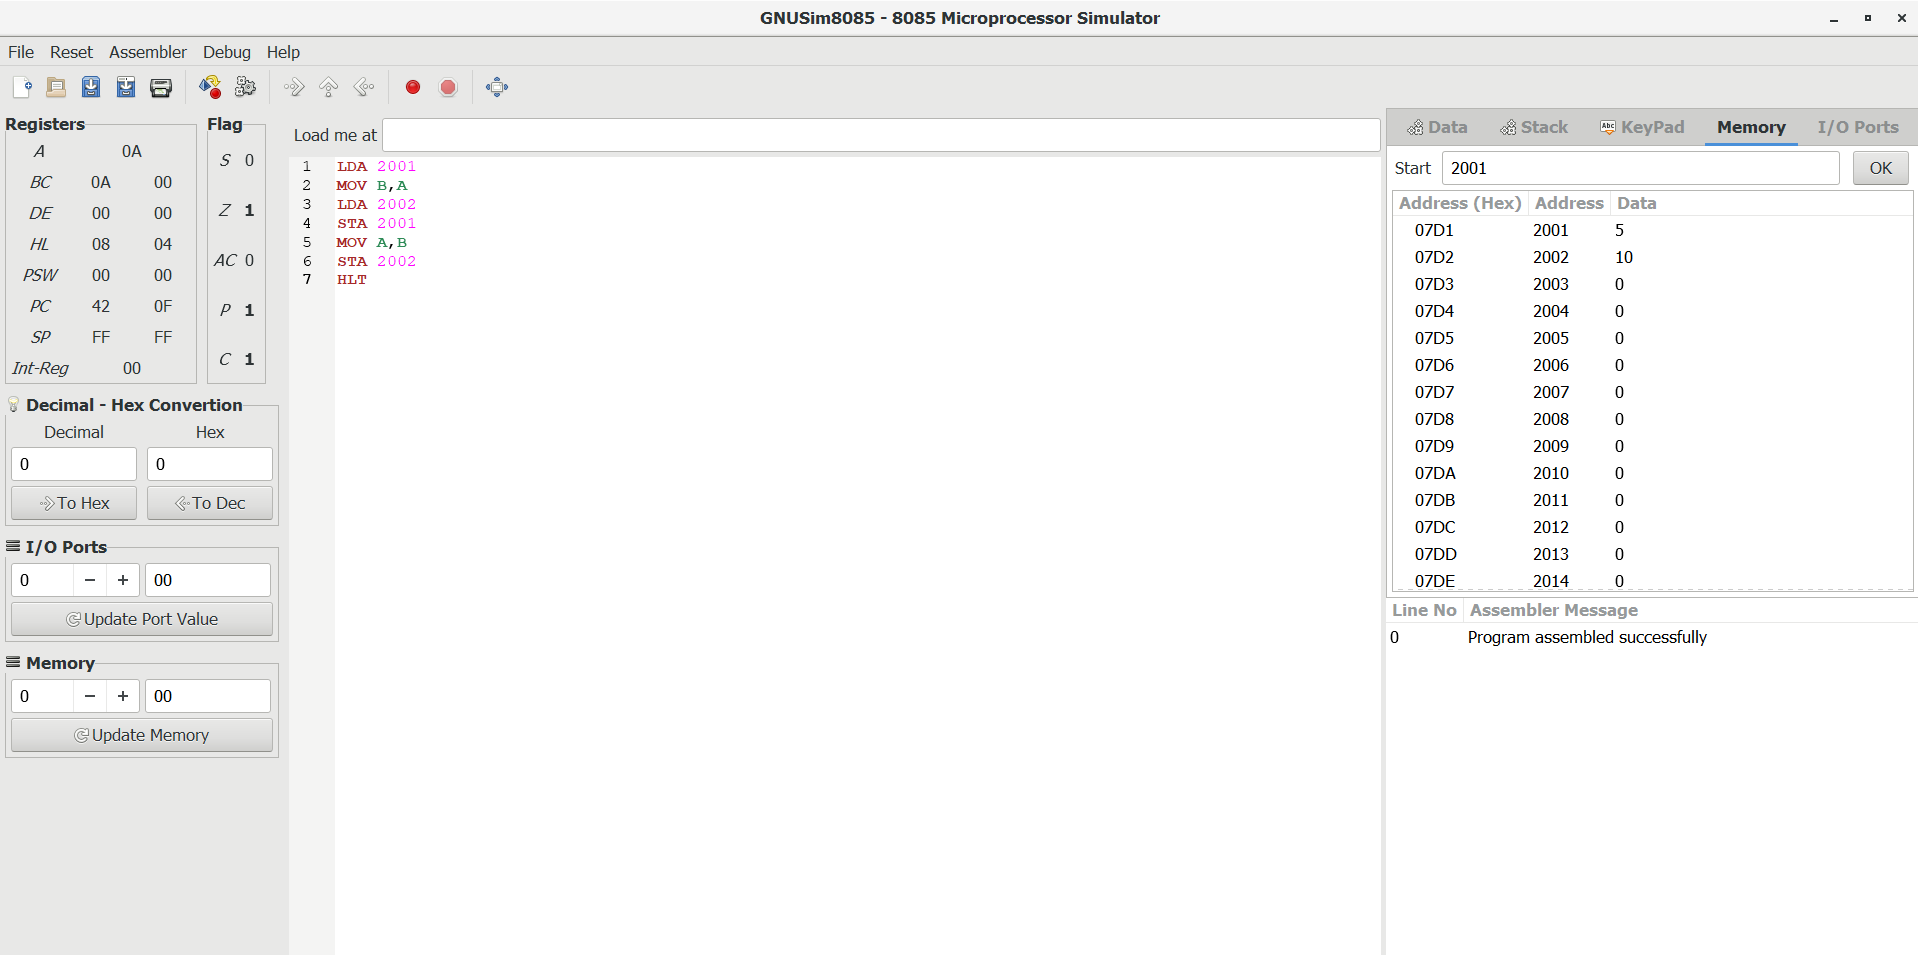 GNUSim8085 - 8085 Microprocessor Simulator
File Reset Assembler Debug Help
Registers
A 0A
BC 0A 00
DE 00 00
HL 08 04
PSW 00 00
PC 42 0F
SP FF FF
Int-Reg 00
Flag
S 0
Z 1
AC 0
P 1
C 1
Decimal - Hex Convertion
Decimal Hex
0 0
To Hex To Dec
I/O Ports
0 − + 00
Update Port Value
Memory
0 − + 00
Update Memory
Load me at
1 LDA 2001
2 MOV B,A
3 LDA 2002
4 STA 2001
5 MOV A,B
6 STA 2002
7 HLT
Data Stack Abc KeyPad Memory I/O Ports
Start 2001 OK
Address (Hex) Address Data
07D1 2001 5
07D2 2002 10
07D3 2003 0
07D4 2004 0
07D5 2005 0
07D6 2006 0
07D7 2007 0
07D8 2008 0
07D9 2009 0
07DA 2010 0
07DB 2011 0
07DC 2012 0
07DD 2013 0
07DE 2014 0
Line No Assembler Message
0 Program assembled successfully